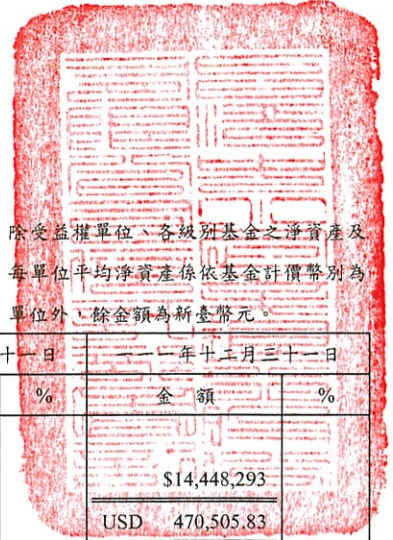 除受益權單位、各級別基金之淨資產及
每單位平均淨資產係依基金計價幣別為
單位外，餘金額為新臺幣元。
十一日 一一一年十二月三十一日
% 金額 %
$14,448,293
USD 470,505.83